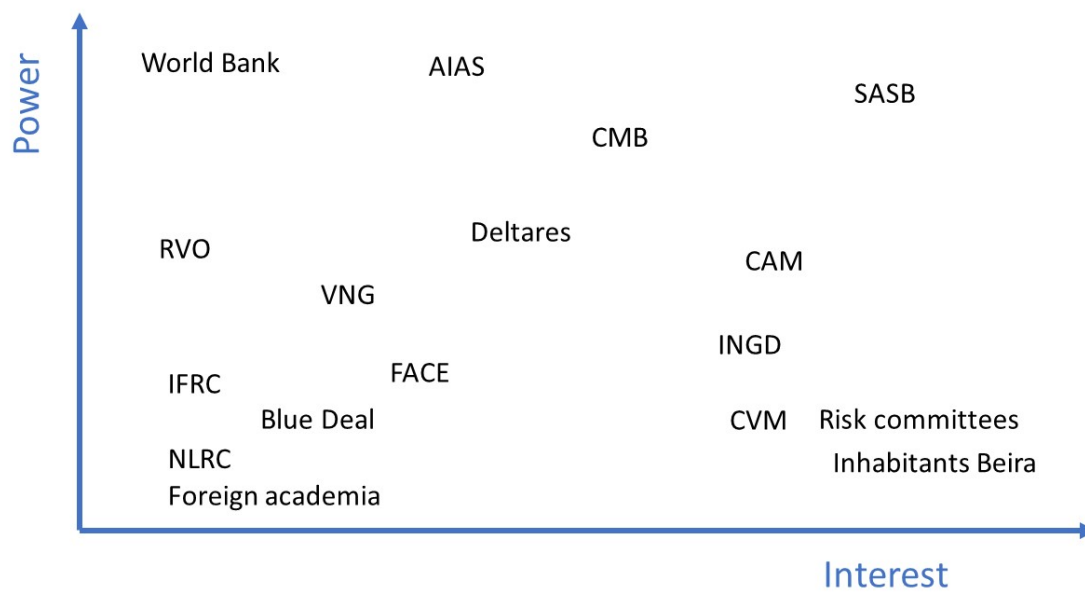 Power
World Bank
AIAS
SASB
CMB
Deltares
RVO
CAM
VNG
INGD
FACE
IFRC
Blue Deal
CVM
Risk committees
NLRC
Inhabitants Beira
Foreign academia
Interest